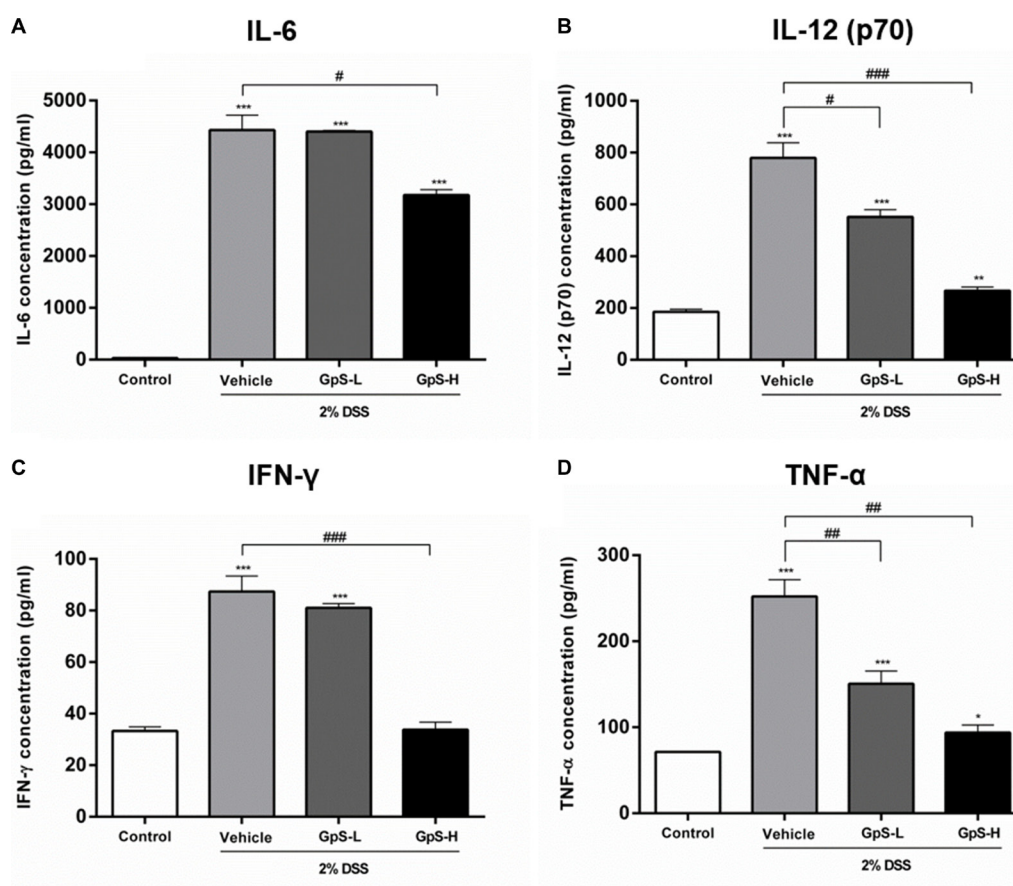 A
IL-6
#
***
***
***
IL-6 concentration (pg/ml)
5000
4000
3000
2000
1000
0
Control
Vehicle
GpS-L
GpS-H
2% DSS
B
IL-12 (p70)
###
#
***
***
**
IL-12 (p70) concentration (pg/ml)
1000
800
600
400
200
0
Control
Vehicle
GpS-L
GpS-H
2% DSS
C
IFN-γ
###
***
***
IFN-γ concentration (pg/ml)
100
80
60
40
20
0
Control
Vehicle
GpS-L
GpS-H
2% DSS
D
TNF-α
##
##
***
***
*
TNF-α concentration (pg/ml)
300
200
100
0
Control
Vehicle
GpS-L
GpS-H
2% DSS